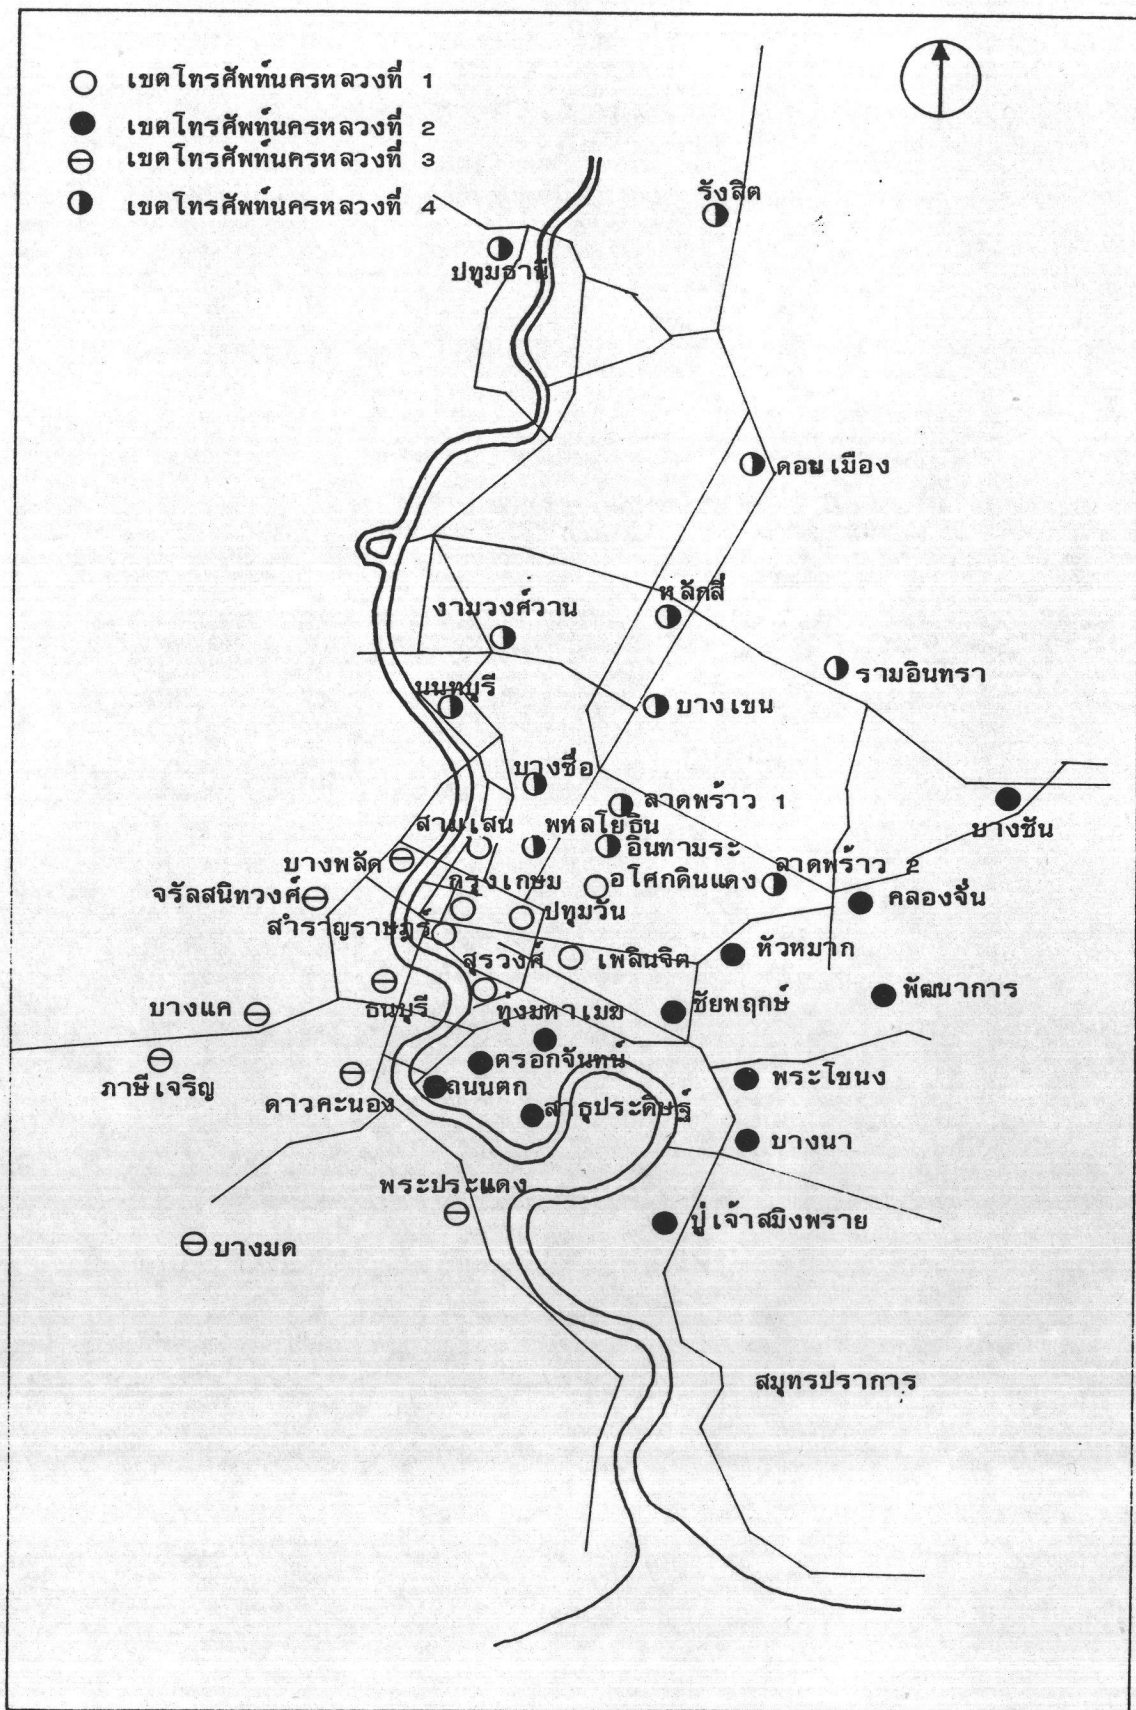 เขตโทรศัพท์นครหลวงที่ 1
เขตโทรศัพท์นครหลวงที่ 2
เขตโทรศัพท์นครหลวงที่ 3
เขตโทรศัพท์นครหลวงที่ 4
รังสิต
ปทุมธานี
ดอนเมือง
หลักสี่
งามวงศ์วาน
รามอินทรา
นนทบุรี
บางเขน
บางซื่อ
ลาดพร้าว 1
บางชัน
สามเสน
พหลโยธิน
อินทามระ
บางพลัด
ลาดพร้าว 2
กรุงเกษม
อโศกดินแดง
จรัลสนิทวงศ์
คลองจั่น
ปทุมวัน
สำราญราษฎร์
หัวหมาก
สุรวงศ์
เพลินจิต
พัฒนาการ
ธนบุรี
ทุ่งมหาเมฆ
ชัยพฤกษ์
บางแค
ตรอกจันทน์
พระโขนง
ภาษีเจริญ
ดาวคะนอง
ถนนตก
สาธุประดิษฐ์
บางนา
พระประแดง
ปู่เจ้าสมิงพราย
บางมด
สมุทรปราการ